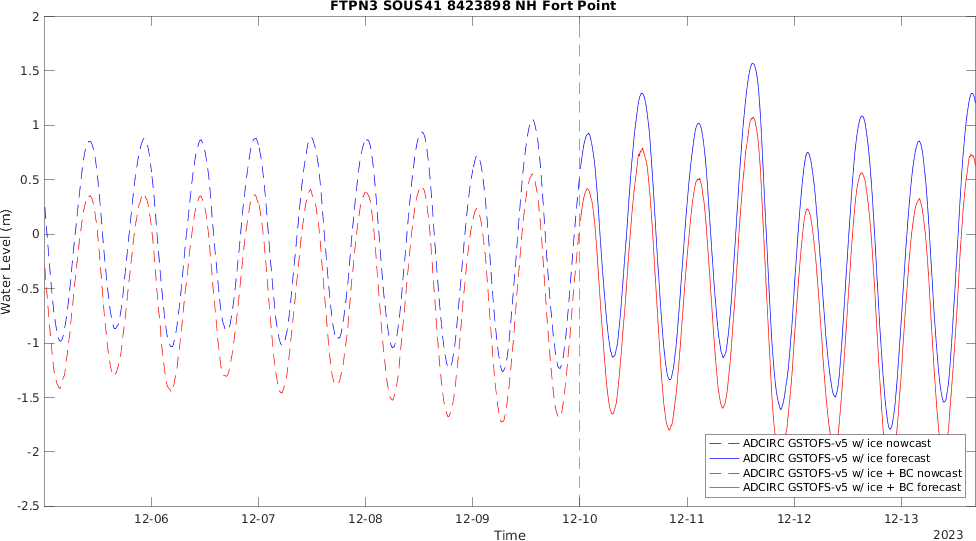 FTPN3 SOUS41 8423898 NH Fort Point
2
1.5
1
0.5
0
-0.5
-1
-1.5
-2
-2.5
Water Level (m)
ADCIRC GSTOFS-v5 w/ ice nowcast
ADCIRC GSTOFS-v5 w/ ice forecast
ADCIRC GSTOFS-v5 w/ ice + BC nowcast
ADCIRC GSTOFS-v5 w/ ice + BC forecast
12-06 12-07 12-08 12-09 12-10 12-11 12-12 12-13
Time
2023